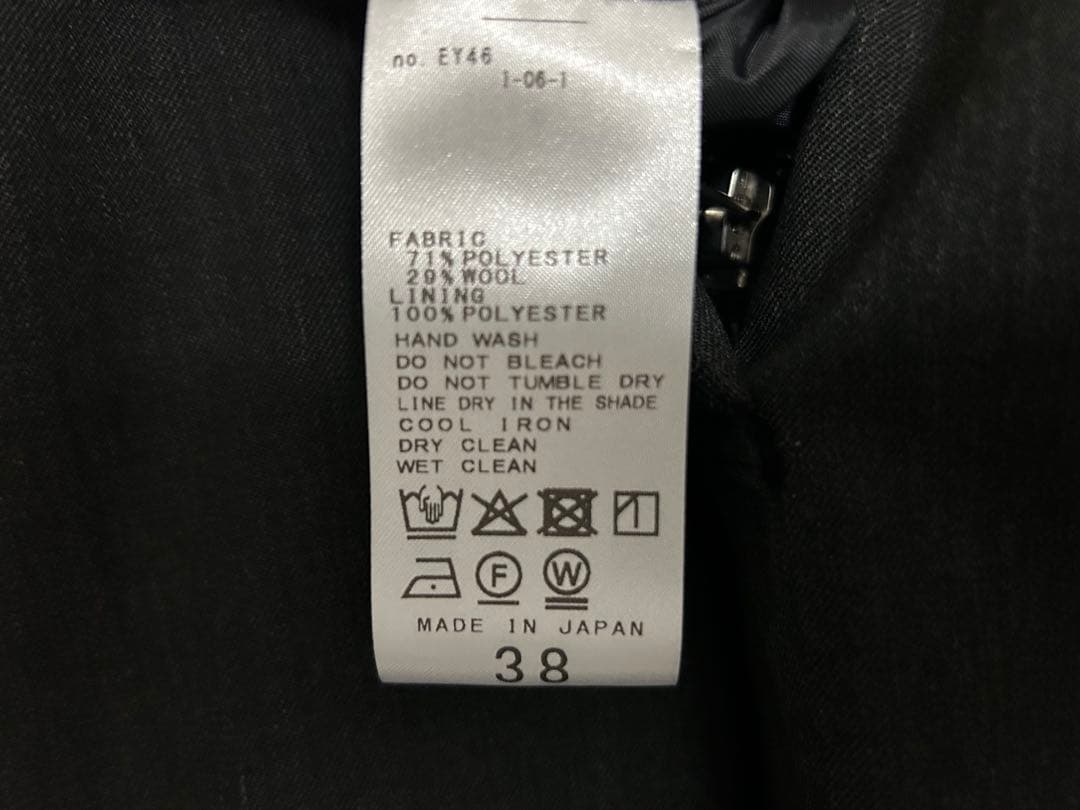 no. EY46
1-06-1
FABRIC
71% POLYESTER
29% WOOL
LINING
100% POLYESTER
HAND WASH
DO NOT BLEACH
DO NOT TUMBLE DRY
LINE DRY IN THE SHADE
COOL IRON
DRY CLEAN
WET CLEAN
F W
MADE IN JAPAN
38